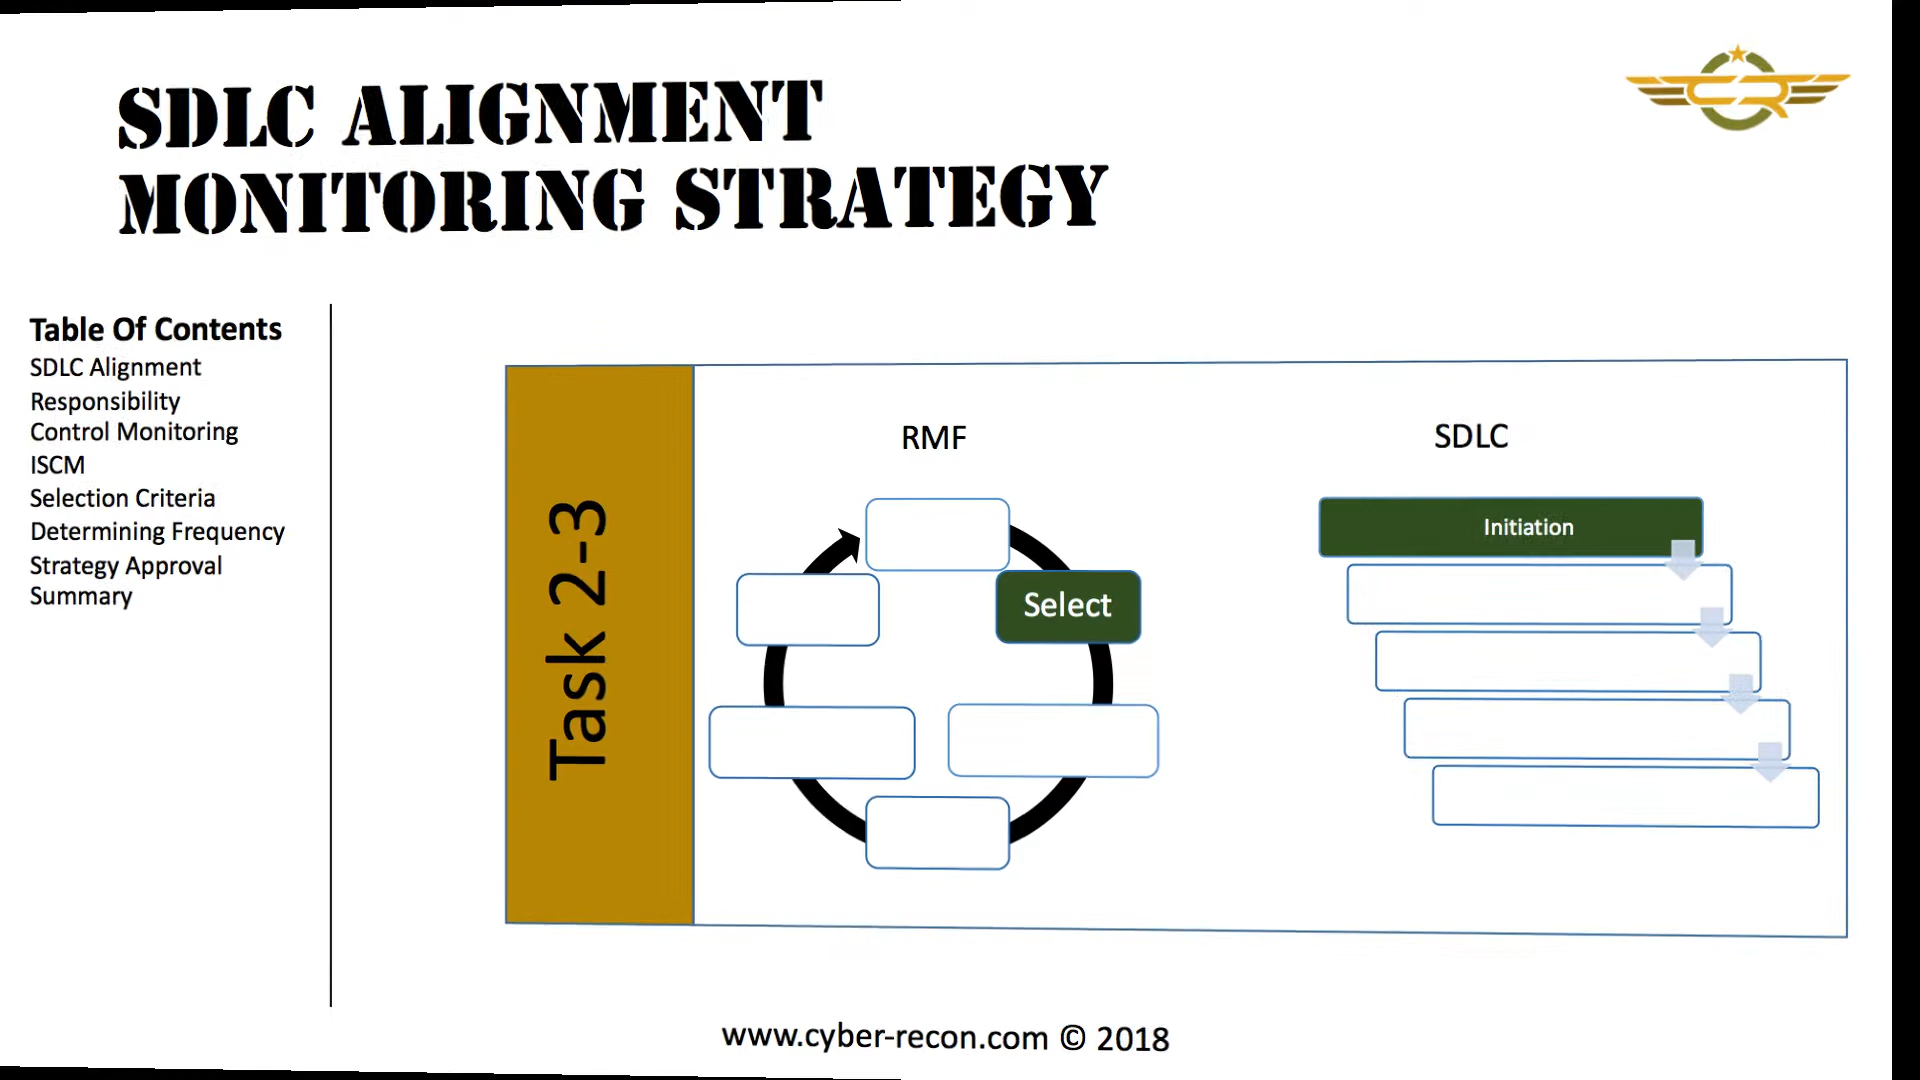 SDLC ALIGNMENT
MONITORING STRATEGY
CR
Table Of Contents
SDLC Alignment
Responsibility
Control Monitoring
ISCM
Selection Criteria
Determining Frequency
Strategy Approval
Summary
Task 2-3
RMF
Select
SDLC
Initiation
www.cyber-recon.com © 2018